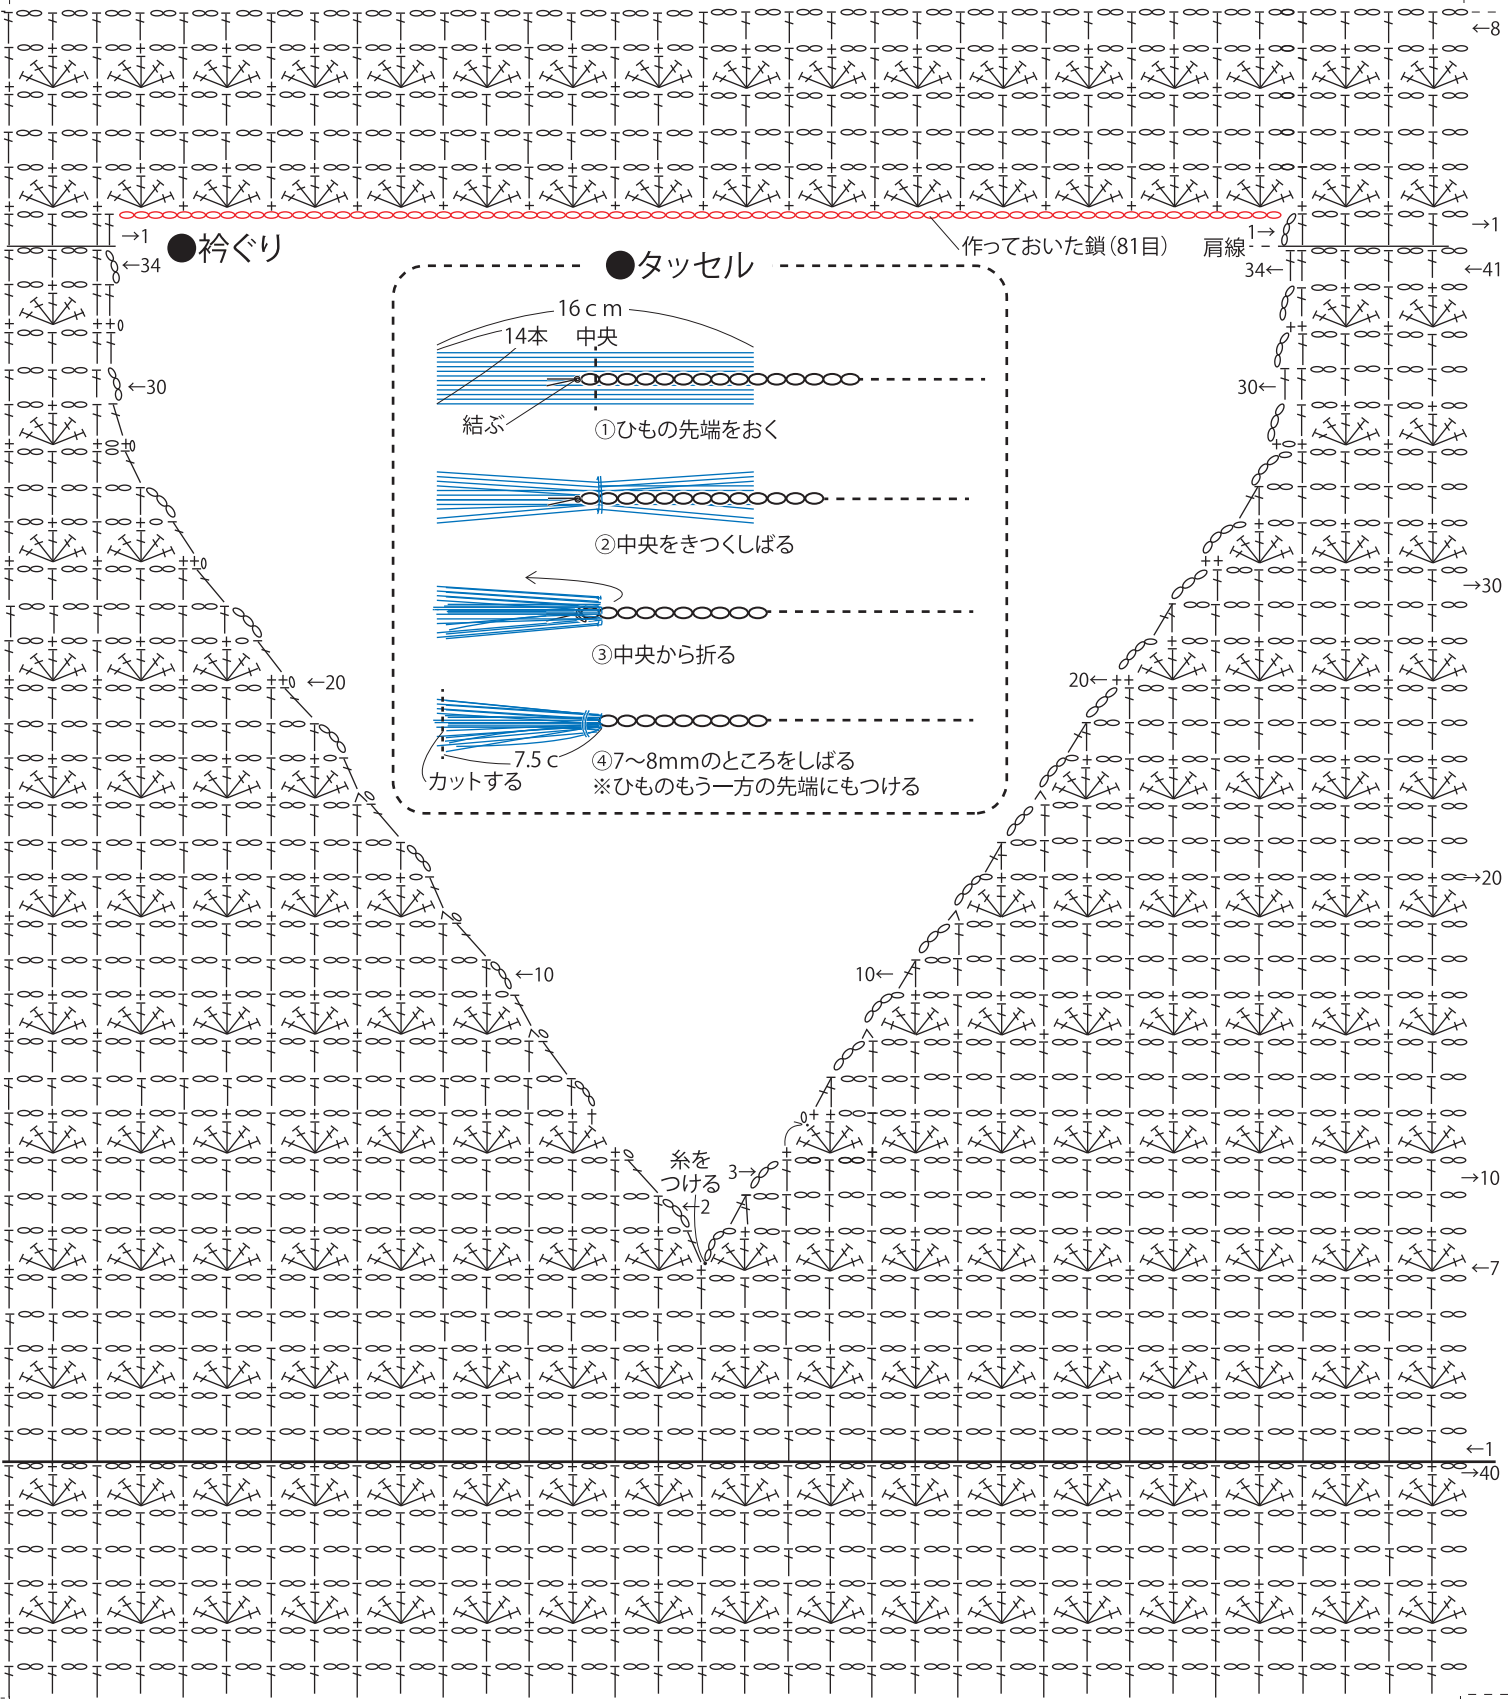 ←8
→1
●衿ぐり
←34
作っておいた鎖(81目)
肩線
1→
→1
34←
←41
●タッセル
16cm
14本
中央
結ぶ
①ひもの先端をおく
←30
30←
②中央をきつくしばる
③中央から折る
→30
←20
20←
7.5c
カットする
④7〜8mmのところをしばる
※ひものもう一方の先端にもつける
→20
←10
10←
糸を
つける
3→
←2
→10
←7
←1
→40